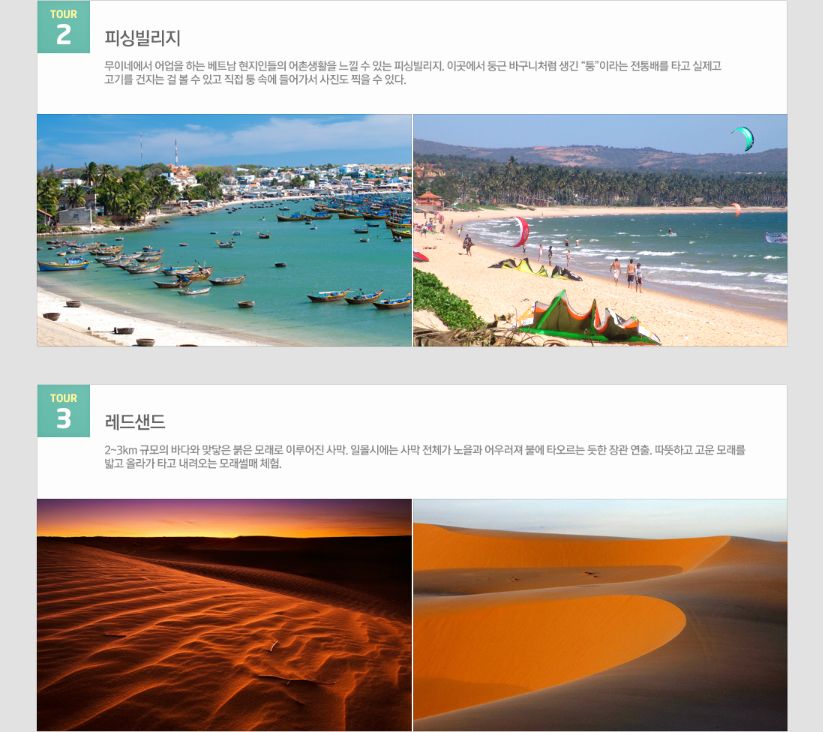 TOUR
2
피싱빌리지
무이네에서 어업을 하는 베트남 현지인들의 어촌생활을 느낄 수 있는 피싱빌리지. 이곳에서 둥근 바구니처럼 생긴 "퉁"이라는 전통배를 타고 실제고
고기를 건지는 걸 볼 수 있고 직접 퉁 속에 들어가서 사진도 찍을 수 있다.
TOUR
3
레드샌드
2~3km 규모의 바다와 맞닿은 붉은 모래로 이루어진 사막. 일몰시에는 사막 전체가 노을과 어우러져 불에 타오르는 듯한 장관 연출. 따뜻하고 고운 모래를
밟고 올라가 타고 내려오는 모래썰매 체험.